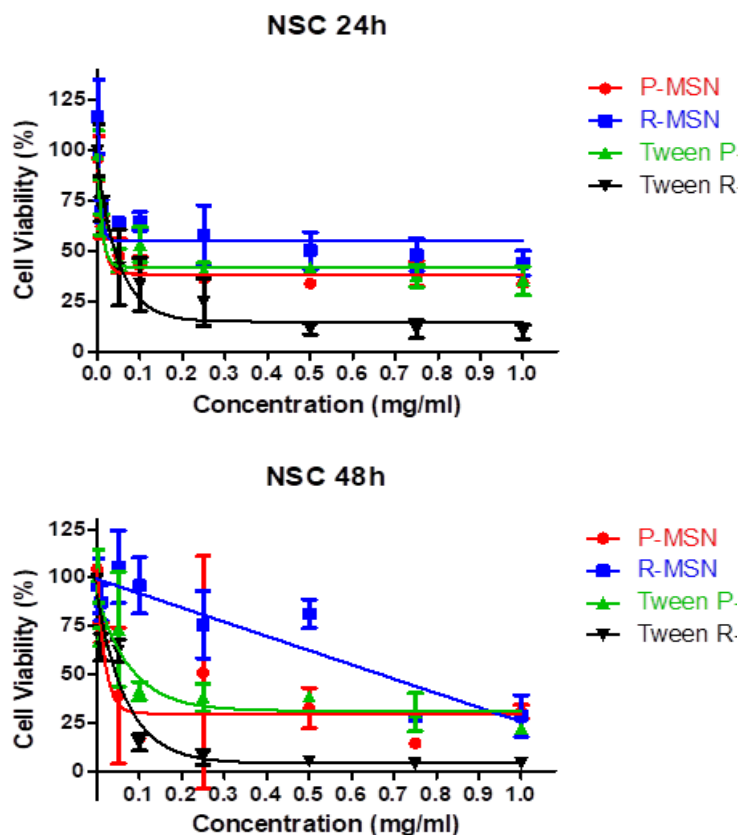 NSC 24h
Cell Viability (%)
125
100
75
50
25
0
0.0 0.1 0.2 0.3 0.4 0.5 0.6 0.7 0.8 0.9 1.0
Concentration (mg/ml)
P-MSN
R-MSN
Tween P-
Tween R-
NSC 48h
Cell Viability (%)
125
100
75
50
25
0
0.1 0.2 0.3 0.4 0.5 0.6 0.7 0.8 0.9 1.0
Concentration (mg/ml)
P-MSN
R-MSN
Tween P-
Tween R-